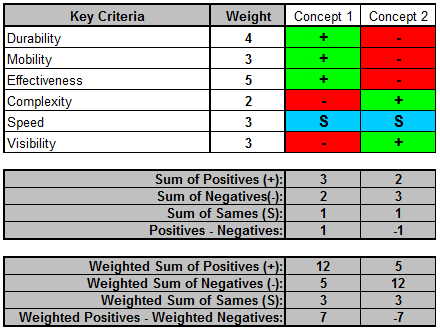 Key Criteria Weight Concept 1 Concept 2
Durability 4 + -
Mobility 3 + -
Effectiveness 5 + -
Complexity 2 - +
Speed 3 S S
Visibility 3 - +
Sum of Positives (+): 3 2
Sum of Negatives(-): 2 3
Sum of Sames (S): 1 1
Positives - Negatives: 1 -1
Weighted Sum of Positives (+): 12 5
Weighted Sum of Negatives (-): 5 12
Weighted Sum of Sames (S): 3 3
Weighted Positives - Weighted Negatives: 7 -7